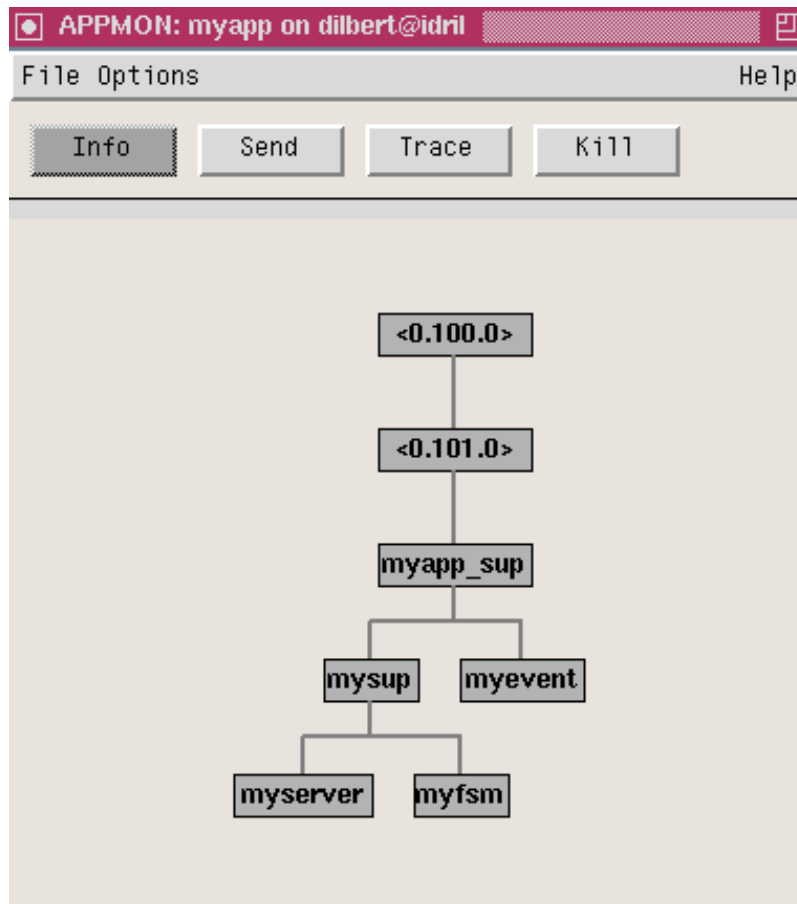 APPMON: myapp on dilbert@idril
File Options Help
Info Send Trace Kill
<0.100.0>
<0.101.0>
myapp_sup
mysup myevent
myserver myfsm